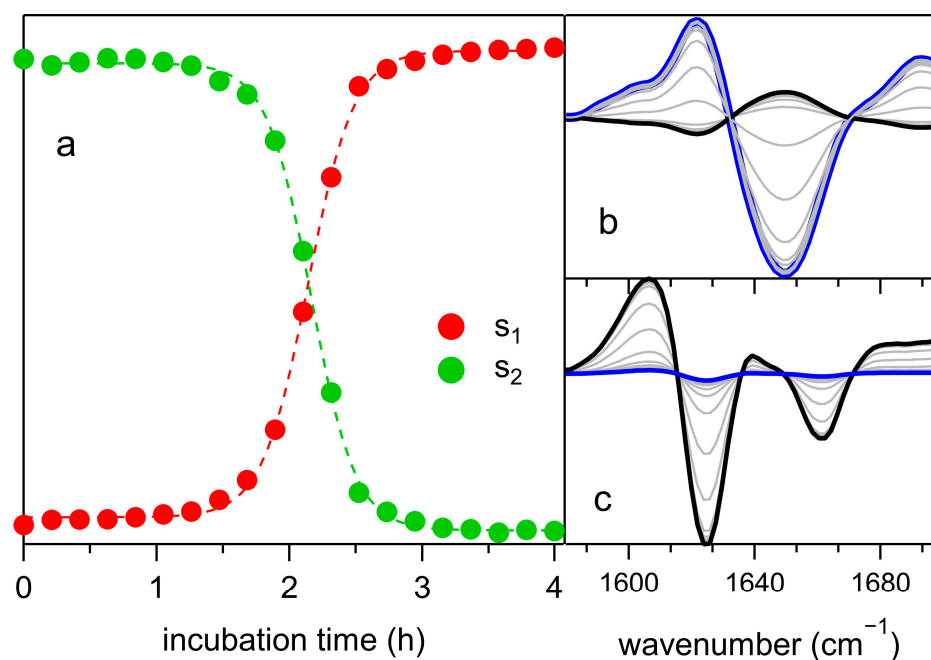 a
s₁
s₂
0 1 2 3 4
incubation time (h)
b
c
1600 1640 1680
wavenumber (cm⁻¹)